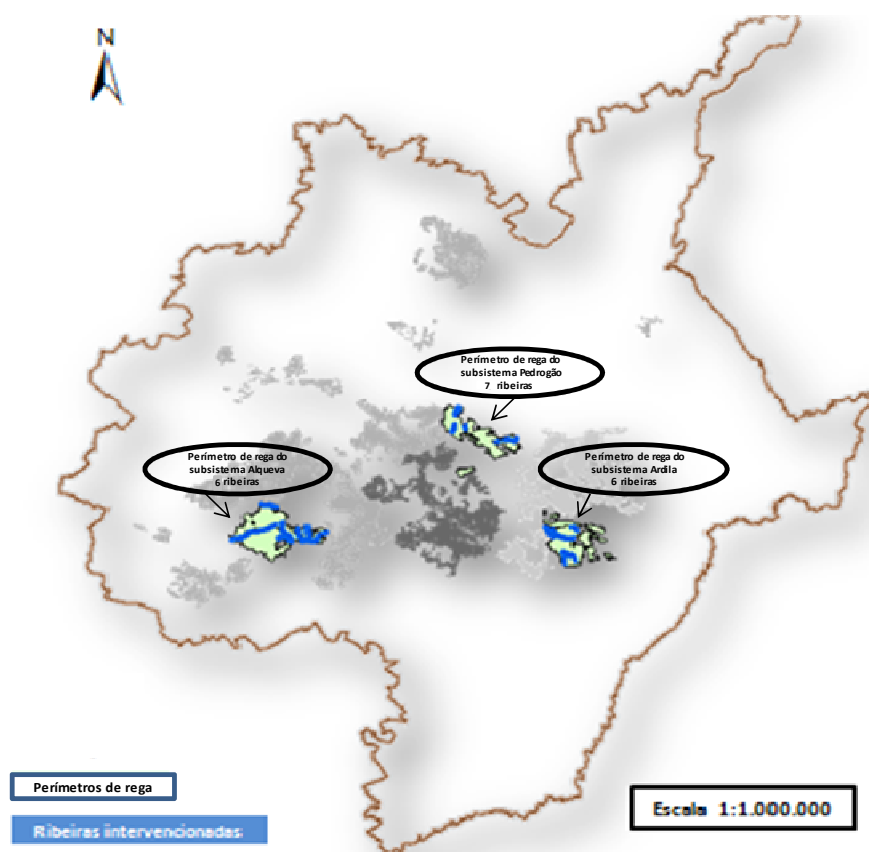 N
Perímetro de rega do
subsistema Pedrogão
7 ribeiras
Perímetro de rega do
subsistema Alqueva
6 ribeiras
Perímetro de rega do
subsistema Ardila
6 ribeiras
Perímetros de rega
Ribeiras intervencionadas
Escala 1:1.000.000